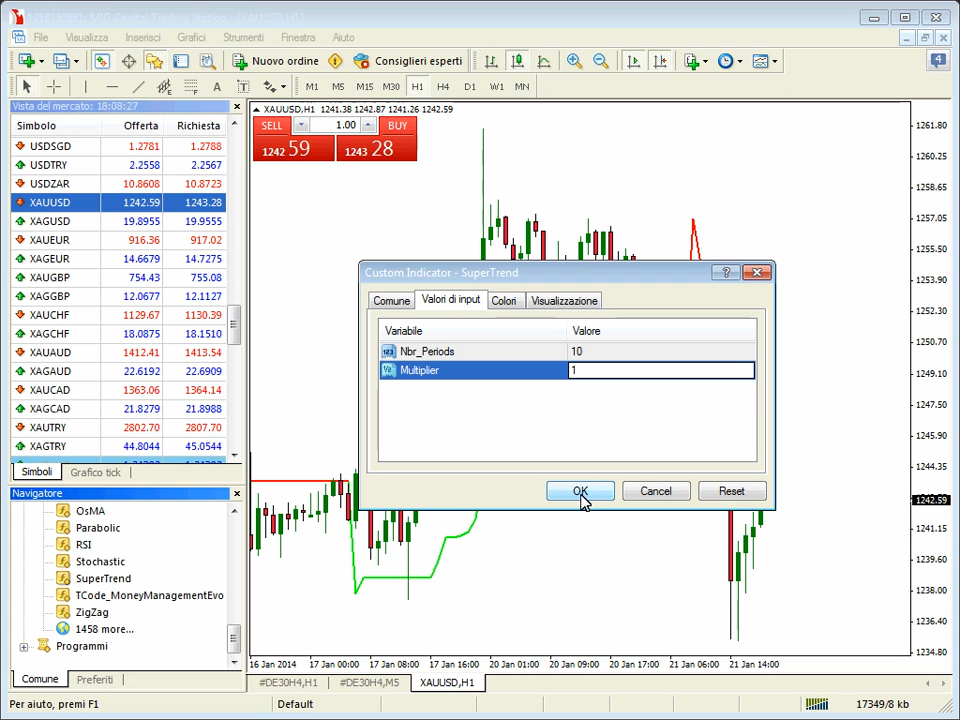 File Visualizza Inserisci Grafici Strumenti Finestra Aiuto
Nuovo ordine Consiglieri esperti 4
A T M1 M5 M15 M30 H1 H4 D1 W1 MN
Vista del mercato: 18:08:27
Simbolo Offerta Richiesta
USDSGD 1.2781 1.2788
USDTRY 2.2558 2.2567
USDZAR 10.8608 10.8723
XAUUSD 1242.59 1243.28
XAGUSD 19.8955 19.9555
XAUEUR 916.36 917.02
XAGEUR 14.6679 14.7275
XAUGBP 754.43 755.08
XAGGBP 12.0677 12.1127
XAUCHF 1129.67 1130.39
XAGCHF 18.0875 18.1510
XAUAUD 1412.41 1413.54
XAGAUD 22.6192 22.6909
XAUCAD 1363.06 1364.14
XAGCAD 21.8279 21.8988
XAUTRY 2802.70 2807.70
XAGTRY 44.8044 45.0544
Simboli Grafico tick
Navigatore
OsMA
Parabolic
RSI
Stochastic
SuperTrend
TCode_MoneyManagementEvo
ZigZag
1458 more...
Programmi
Comune Preferiti
XAUUSD,H1 1241.38 1242.87 1241.26 1242.59
SELL 1.00 BUY
1242 59 1243 28
Custom Indicator - SuperTrend
Comune Valori di input Colori Visualizzazione
Variabile Valore
123 Nbr_Periods 10
Multiplier 1
OK Cancel Reset
1261.80
1260.25
1258.65
1257.05
1255.50
1253.90
1252.30
1250.70
1249.10
1247.50
1245.90
1244.35
1242.59
1241.15
1239.60
1238.00
1236.40
1234.80
16 Jan 2014 17 Jan 00:00 17 Jan 08:00 17 Jan 16:00 20 Jan 01:00 20 Jan 09:00 20 Jan 17:00 21 Jan 06:00 21 Jan 14:00
#DE30H4,H1 #DE30H4,M5 XAUUSD,H1
Per aiuto, premi F1 Default 17349/8 kb